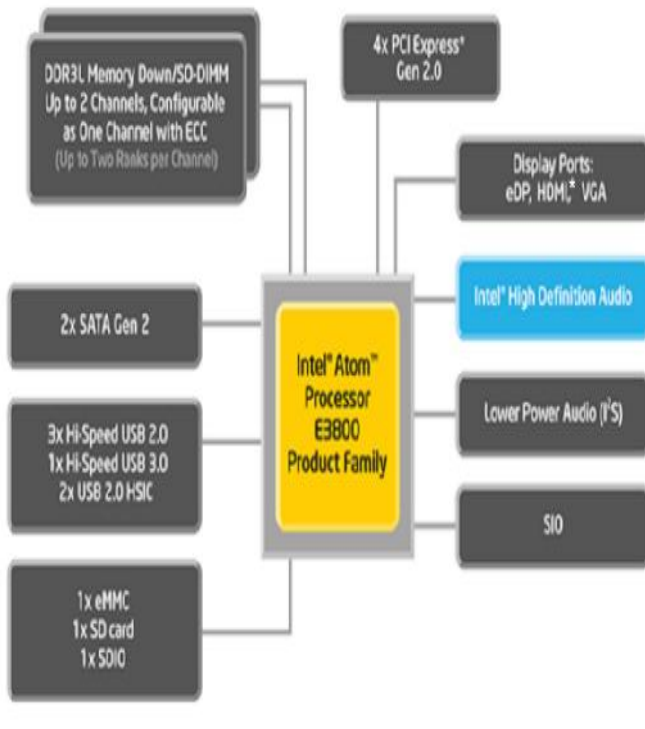 DDR3L Memory Down/SO-DIMM
Up to 2 Channels, Configurable
as One Channel with ECC
(Up to Two Ranks per Channel)
4x PCI Express*
Gen 2.0
Display Ports:
eDP, HDMI,* VGA
2x SATA Gen 2
Intel® High Definition Audio
Intel® Atom™
Processor
E3800
Product Family
3x Hi-Speed USB 2.0
1x Hi-Speed USB 3.0
2x USB 2.0 HSIC
Lower Power Audio (I²S)
SIO
1x eMMC
1x SD card
1x SDIO